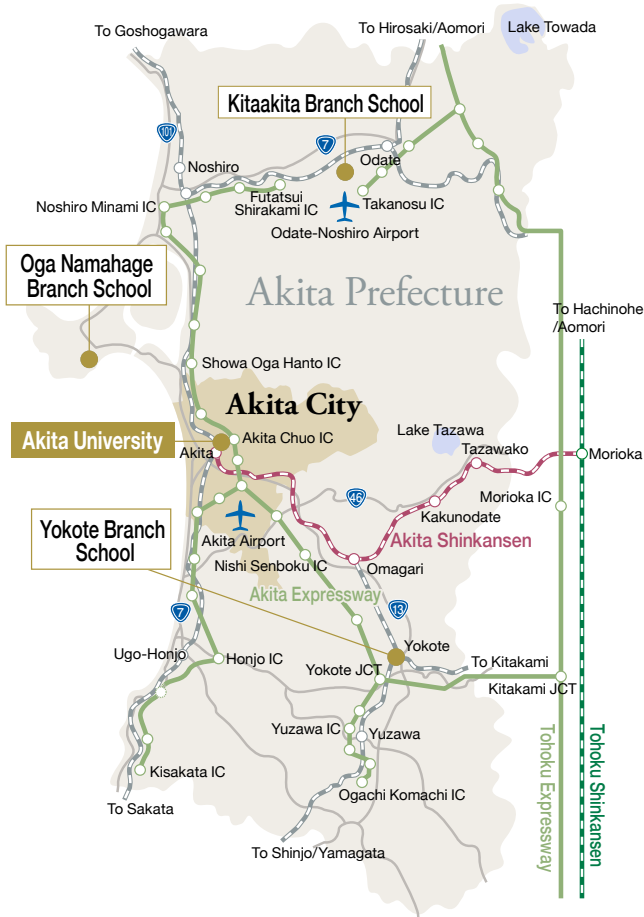 To Goshogawara
To Hirosaki/Aomori
Lake Towada
Kitaakita Branch School
101
7
Noshiro
Odate
Noshiro Minami IC
Futatsui
Shirakami IC
Takanosu IC
Odate-Noshiro Airport
Oga Namahage
Branch School
Akita Prefecture
To Hachinohe
/Aomori
Showa Oga Hanto IC
Akita City
Akita University
Akita Chuo IC
Akita
Lake Tazawa
Tazawako
Morioka
46
Morioka IC
Kakunodate
Yokote Branch
School
Akita Airport
Akita Shinkansen
Nishi Senboku IC
Omagari
Akita Expressway
7
13
Ugo-Honjo
Honjo IC
Yokote
Yokote JCT
To Kitakami
Kitakami JCT
Yuzawa IC
Yuzawa
Kisakata IC
Ogachi Komachi IC
To Sakata
To Shinjo/Yamagata
Tohoku Expressway
Tohoku Shinkansen